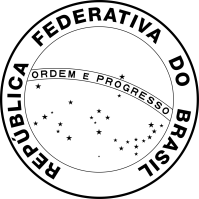 REPUBLICA FEDERATIVA DO BRASIL
ORDEM E PROGRESSO